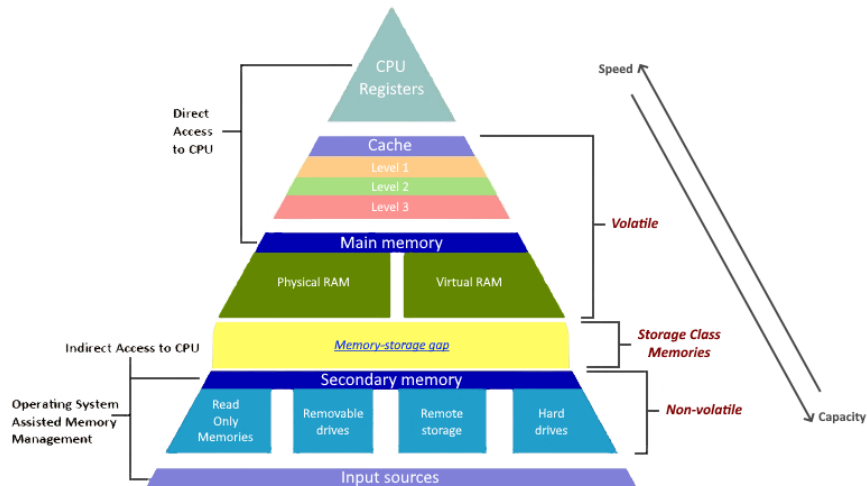 CPU
Registers
Speed
Direct
Access
to CPU
Cache
Level 1
Level 2
Level 3
Volatile
Main memory
Physical RAM
Virtual RAM
Memory-storage gap
Storage Class
Memories
Indirect Access to CPU
Secondary memory
Read
Only
Memories
Removable
drives
Remote
storage
Hard
drives
Non-volatile
Capacity
Operating System
Assisted Memory
Management
Input sources